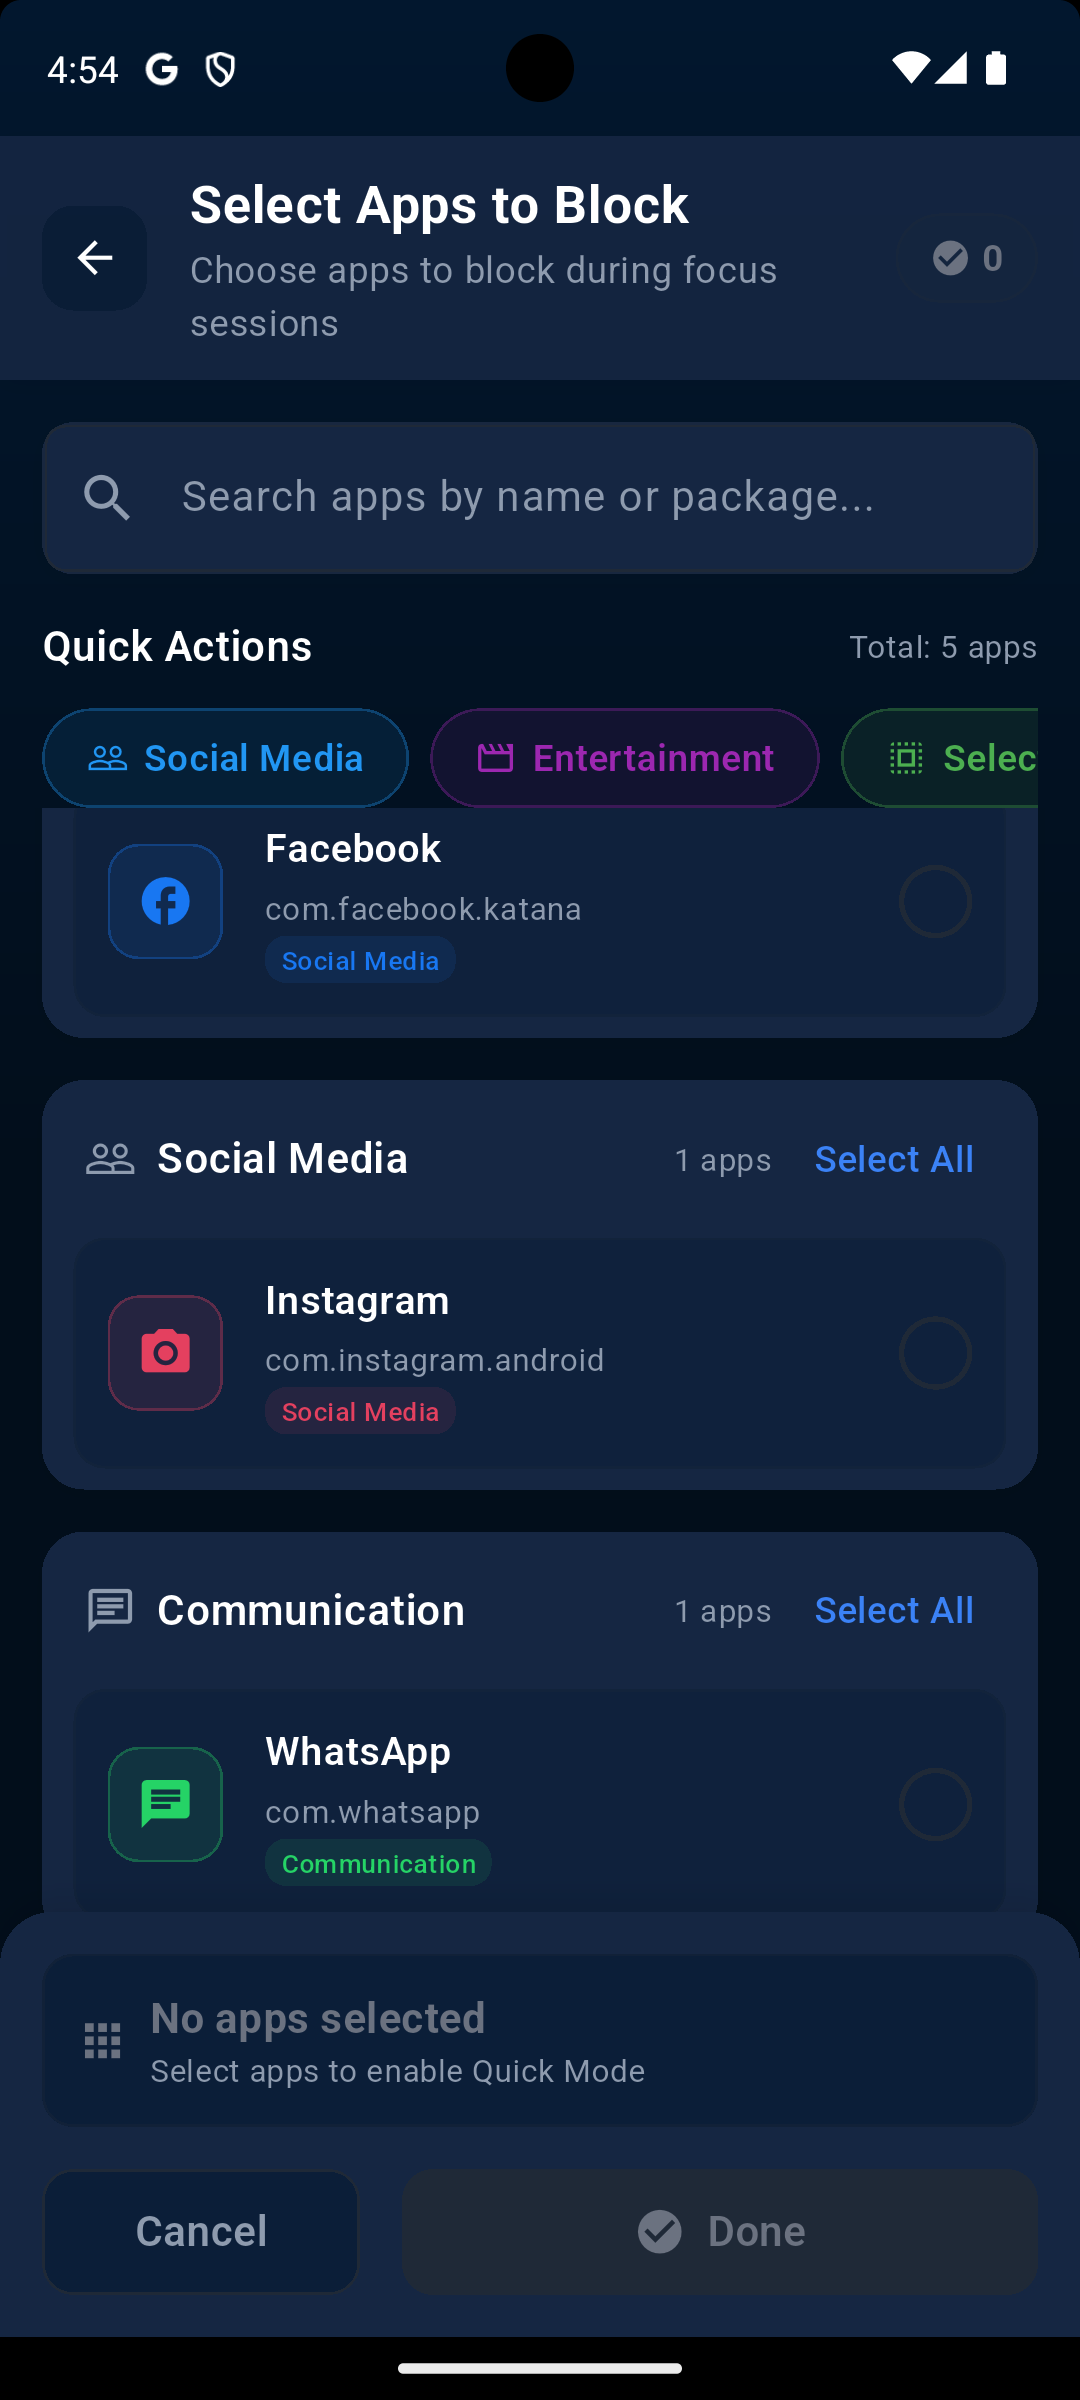 4:54
Select Apps to Block
Choose apps to block during focus
sessions
0
Search apps by name or package...
Quick Actions
Total: 5 apps
Social Media
Entertainment
Selec
Facebook
com.facebook.katana
Social Media
Social Media
1 apps
Select All
Instagram
com.instagram.android
Social Media
Communication
1 apps
Select All
WhatsApp
com.whatsapp
Communication
No apps selected
Select apps to enable Quick Mode
Cancel
Done